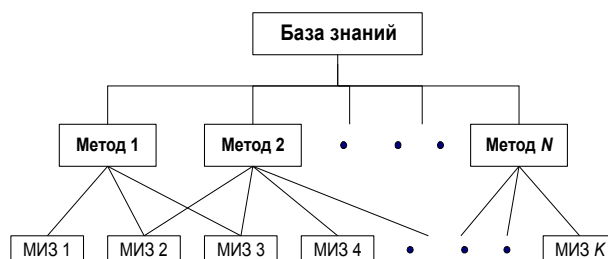 База знаний
Метод 1 Метод 2 Метод N
МИЗ 1 МИЗ 2 МИЗ 3 МИЗ 4 МИЗ K